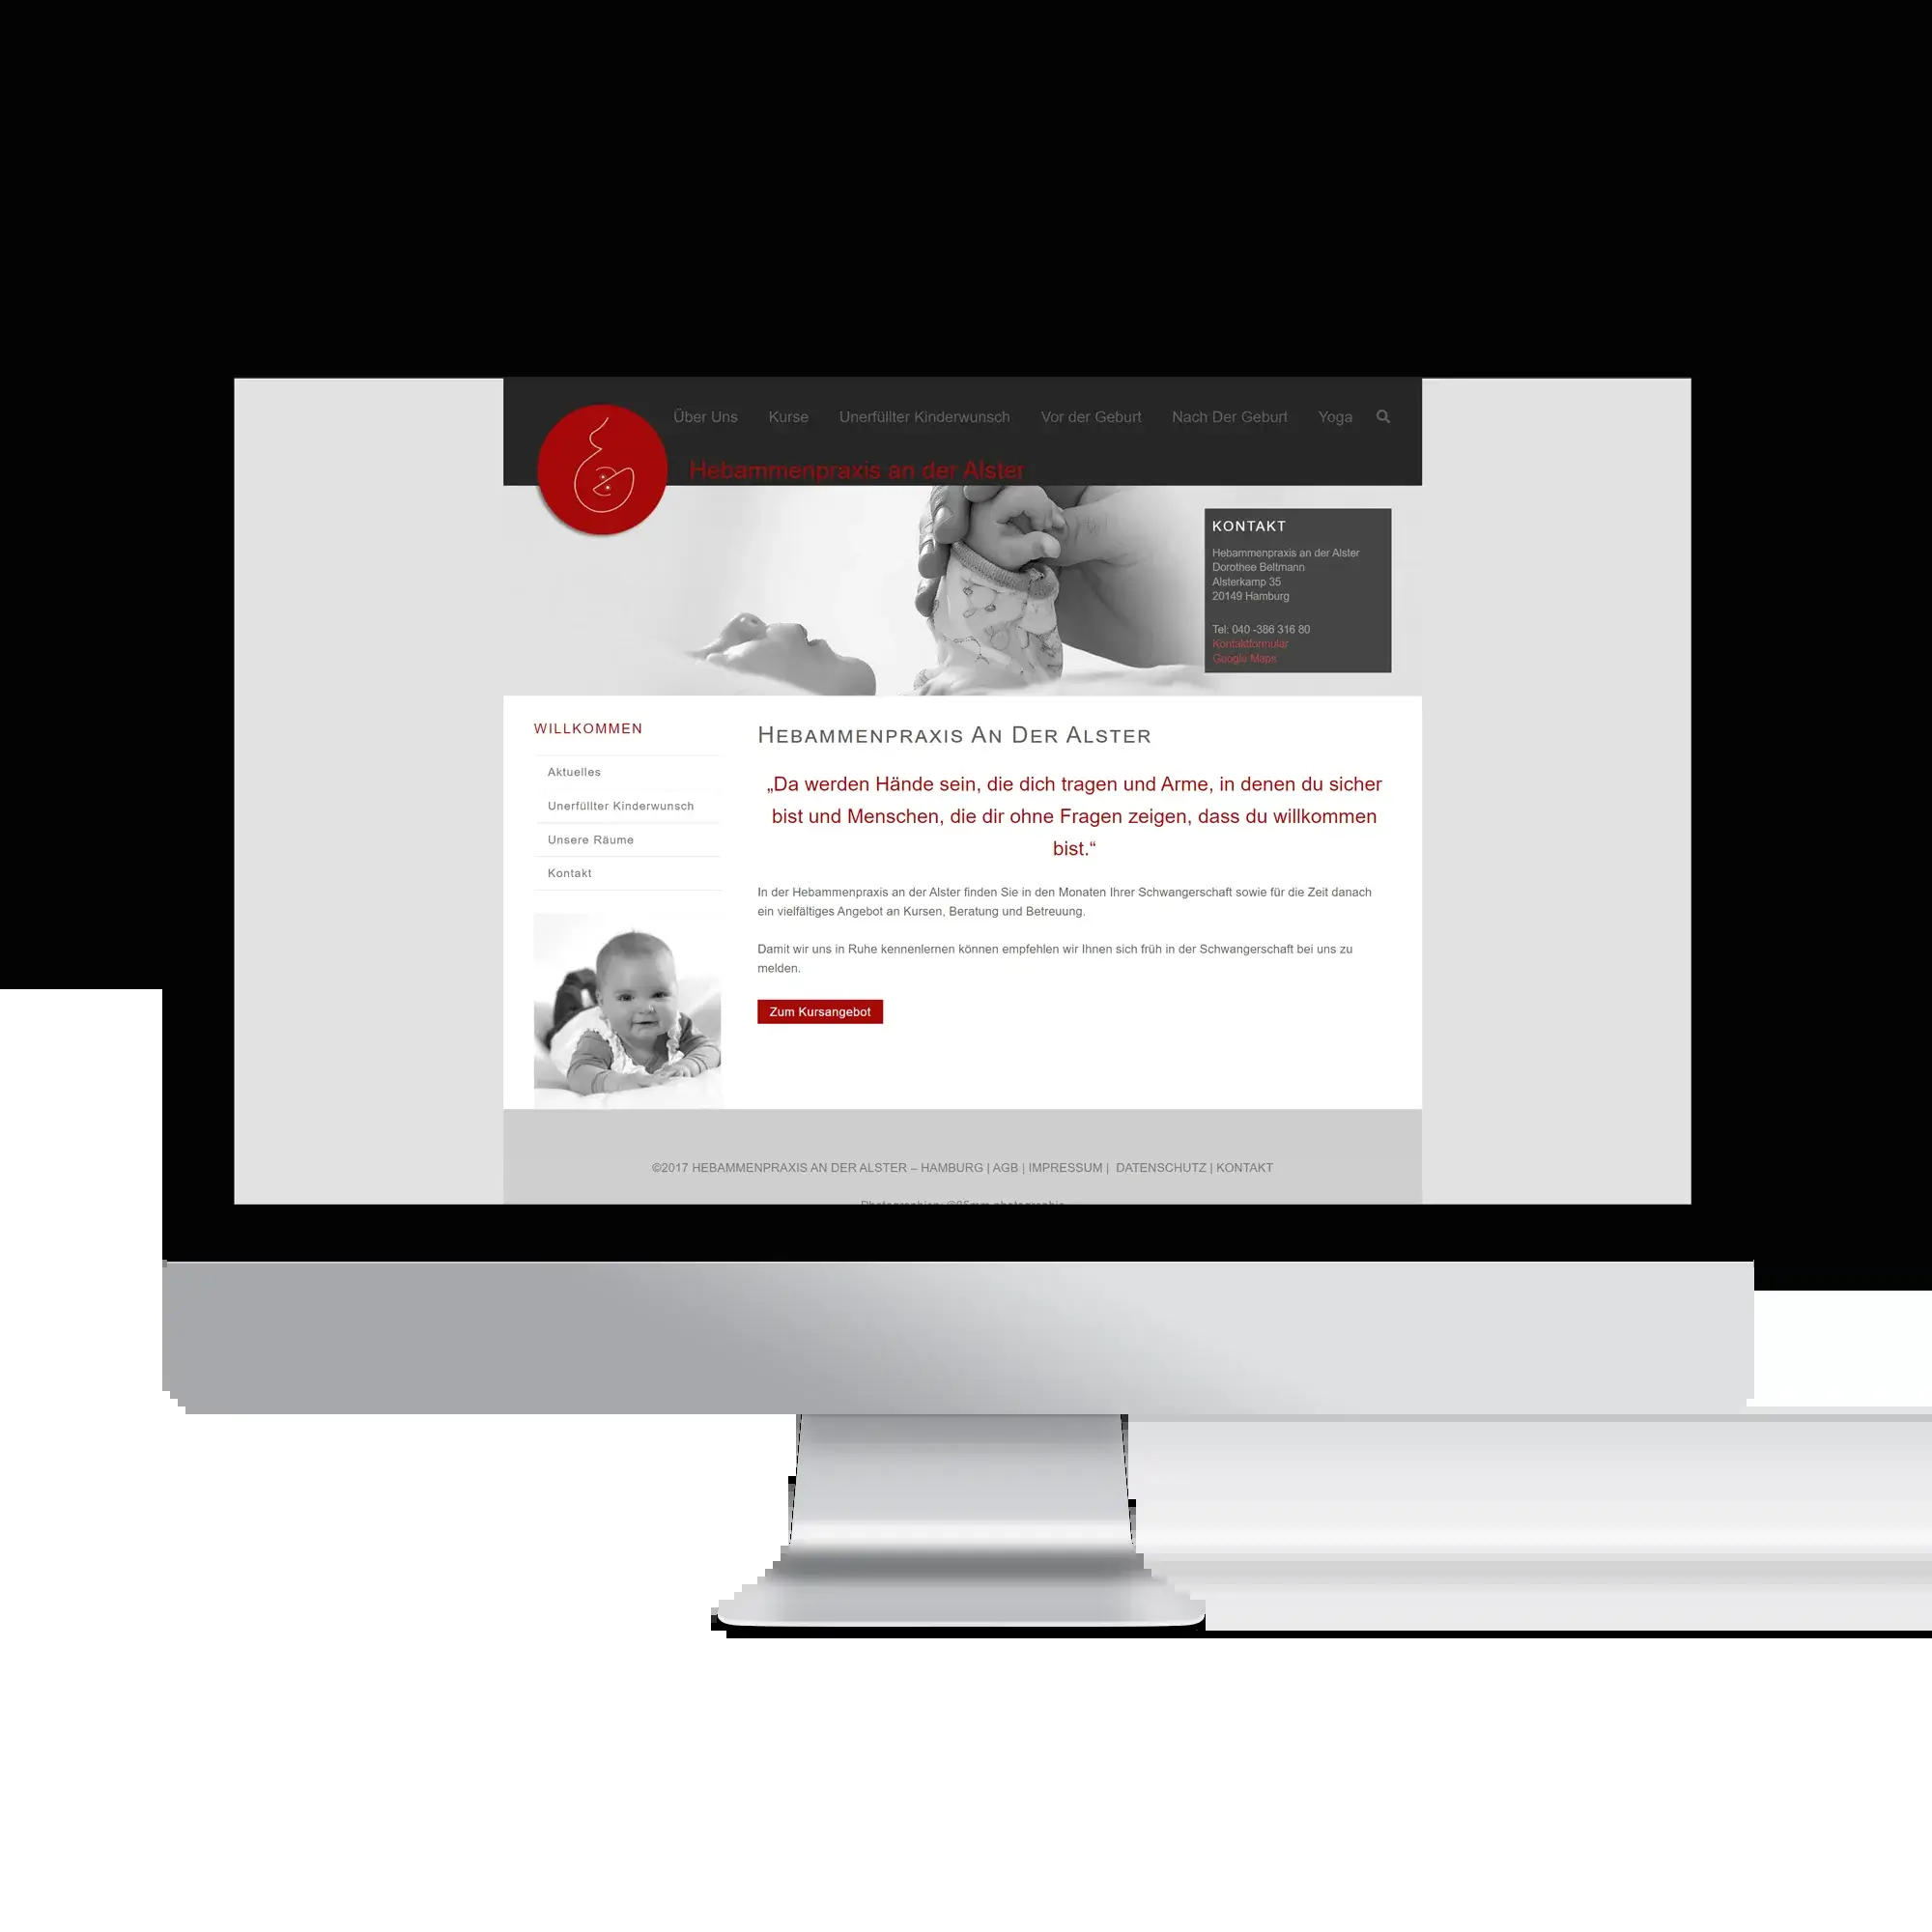 Über Uns Kurse Unerfüllter Kinderwunsch Vor der Geburt Nach Der Geburt Yoga
Hebammenpraxis an der Alster
KONTAKT
Hebammenpraxis an der Alster
Dorothee Beltmann
Alsterkamp 35
20149 Hamburg
Tel: 040 -386 316 80
Kontaktformular
Google Maps
WILLKOMMEN
Aktuelles
Unerfüllter Kinderwunsch
Unsere Räume
Kontakt
Hebammenpraxis An Der Alster
„Da werden Hände sein, die dich tragen und Arme, in denen du sicher
bist und Menschen, die dir ohne Fragen zeigen, dass du willkommen
bist.“
In der Hebammenpraxis an der Alster finden Sie in den Monaten Ihrer Schwangerschaft sowie für die Zeit danach
ein vielfältiges Angebot an Kursen, Beratung und Betreuung.
Damit wir uns in Ruhe kennenlernen können empfehlen wir Ihnen sich früh in der Schwangerschaft bei uns zu
melden.
Zum Kursangebot
©2017 HEBAMMENPRAXIS AN DER ALSTER – HAMBURG | AGB | IMPRESSUM | DATENSCHUTZ | KONTAKT